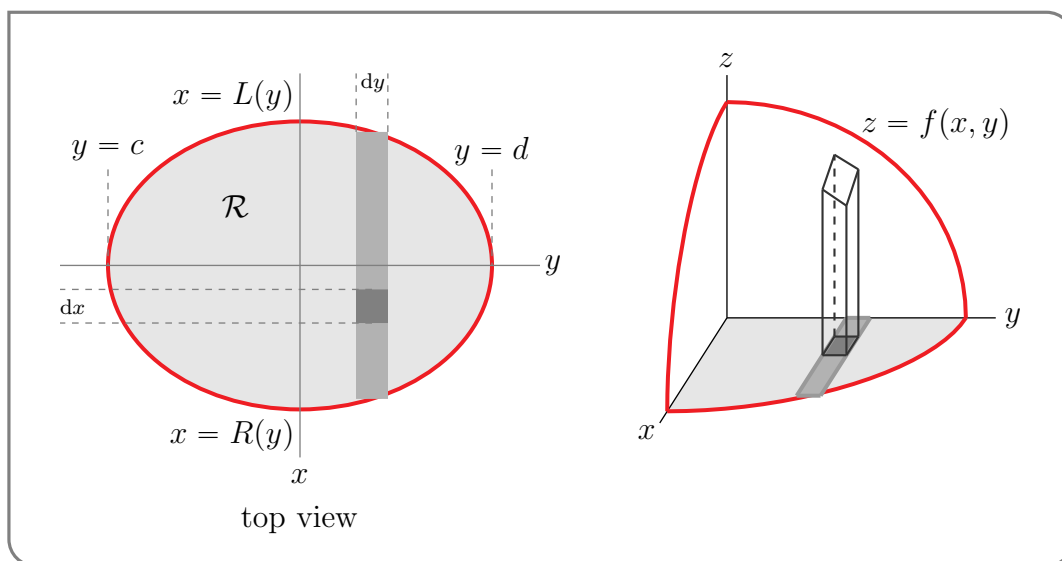 dy
x = L(y)
y = c
y = d
ℛ
y
dx
x = R(y)
x
top view
z
z = f(x, y)
y
x